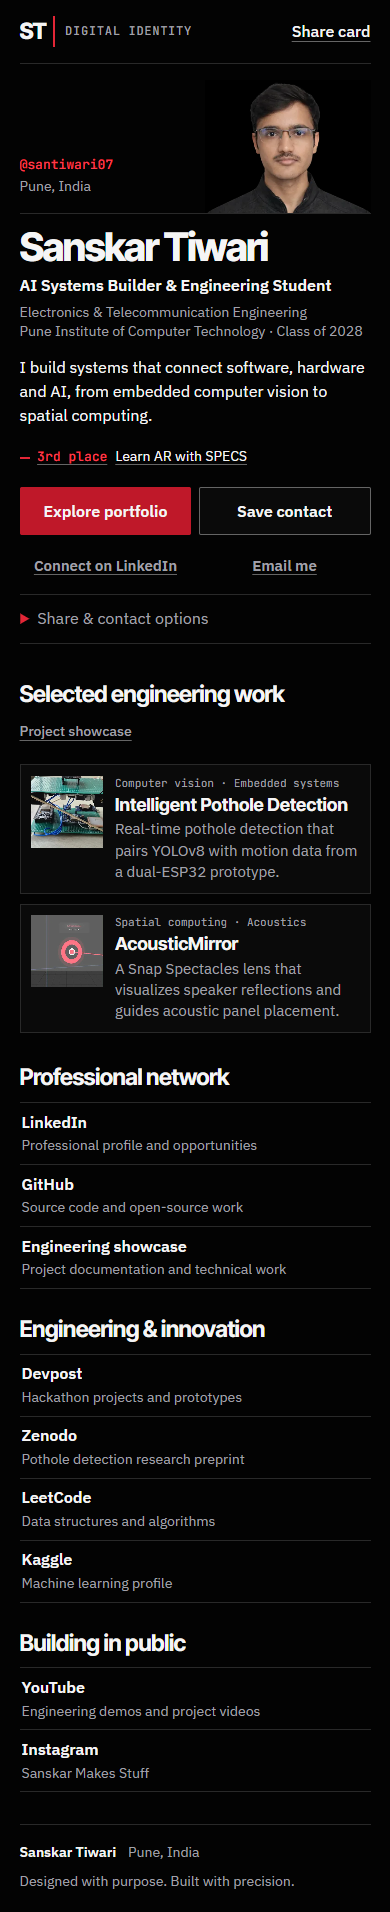 ST DIGITAL IDENTITY Share card
@santiwari07
Pune, India
Sanskar Tiwari
AI Systems Builder & Engineering Student
Electronics & Telecommunication Engineering
Pune Institute of Computer Technology · Class of 2028
I build systems that connect software, hardware
and AI, from embedded computer vision to
spatial computing.
— 3rd place Learn AR with SPECS
Explore portfolio Save contact
Connect on LinkedIn Email me
▶ Share & contact options
Selected engineering work
Project showcase
Computer vision · Embedded systems
Intelligent Pothole Detection
Real-time pothole detection that
pairs YOLOv8 with motion data from
a dual-ESP32 prototype.
Spatial computing · Acoustics
AcousticMirror
A Snap Spectacles lens that
visualizes speaker reflections and
guides acoustic panel placement.
Professional network
LinkedIn
Professional profile and opportunities
GitHub
Source code and open-source work
Engineering showcase
Project documentation and technical work
Engineering & innovation
Devpost
Hackathon projects and prototypes
Zenodo
Pothole detection research preprint
LeetCode
Data structures and algorithms
Kaggle
Machine learning profile
Building in public
YouTube
Engineering demos and project videos
Instagram
Sanskar Makes Stuff
Sanskar Tiwari Pune, India
Designed with purpose. Built with precision.